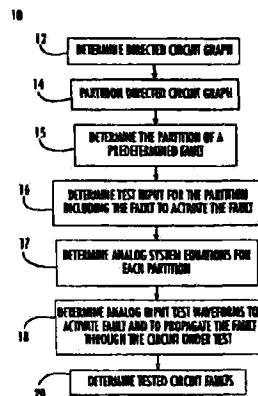 10
12
DETERMINE DIRECTED CIRCUIT GRAPH
14
PARTITION DIRECTED CIRCUIT GRAPH
15
DETERMINE THE PARTITION OF A
PREDETERMINED FAULT
16
DETERMINE TEST INPUT FOR THE PARTITION
INCLUDING THE FAULT TO ACTIVATE THE FAULT
17
DETERMINE ANALOG SYSTEM EQUATIONS FOR
EACH PARTITION
18
DETERMINE ANALOG INPUT TEST WAVEFORMS TO
ACTIVATE FAULT AND TO PROPAGATE THE FAULT
THROUGH THE CIRCUIT UNDER TEST
20
DETERMINE TESTED CIRCUIT FAULTS